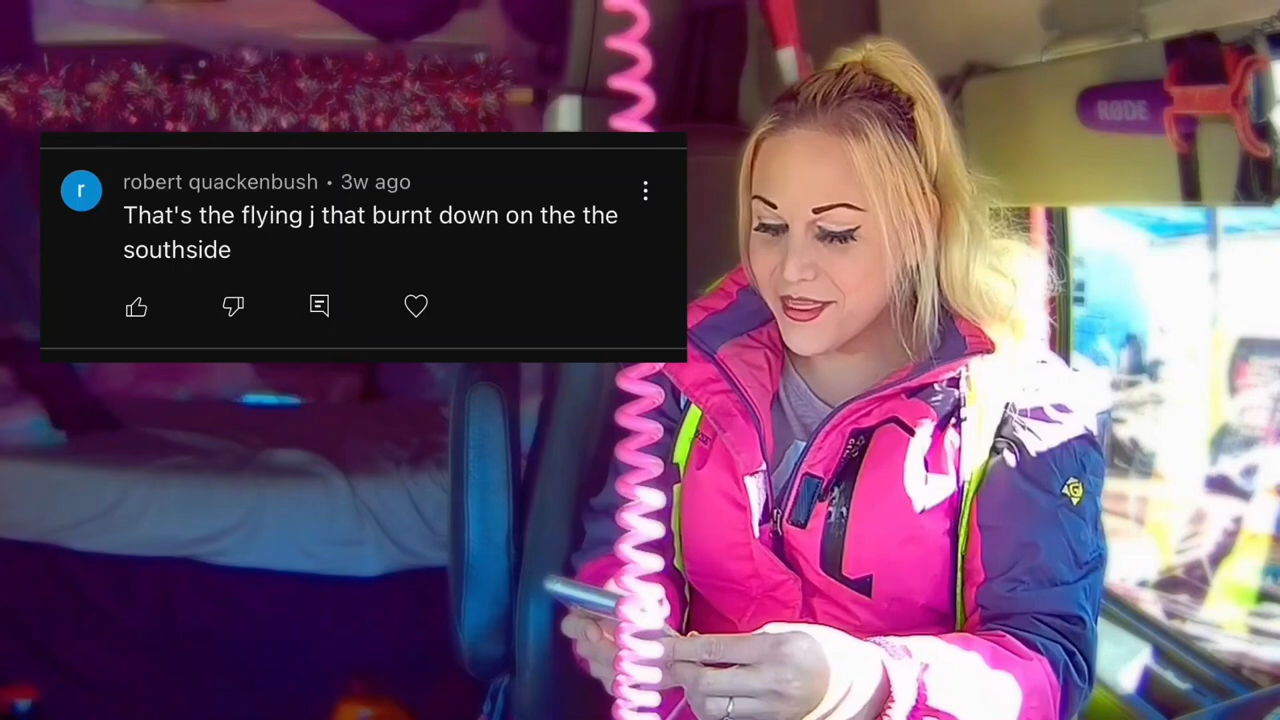 RØDE
r
robert quackenbush • 3w ago
That's the flying j that burnt down on the the
southside